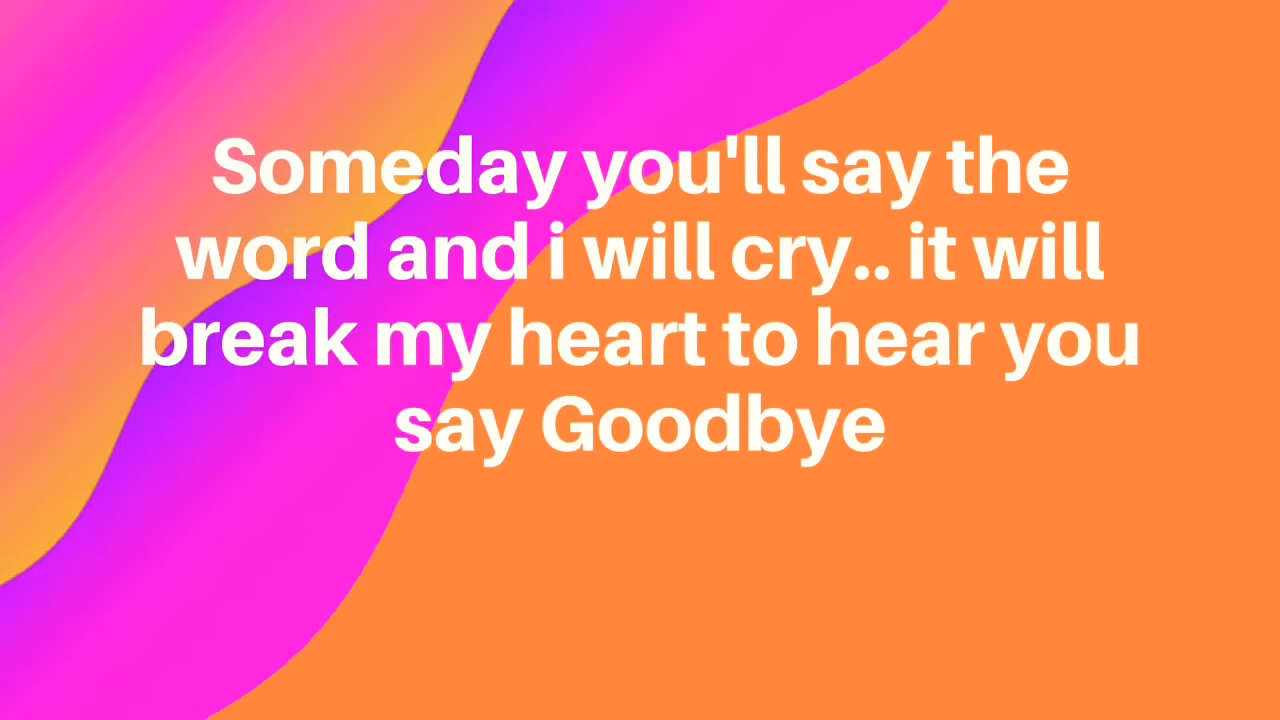 Someday you'll say the
word and i will cry.. it will
break my heart to hear you
say Goodbye